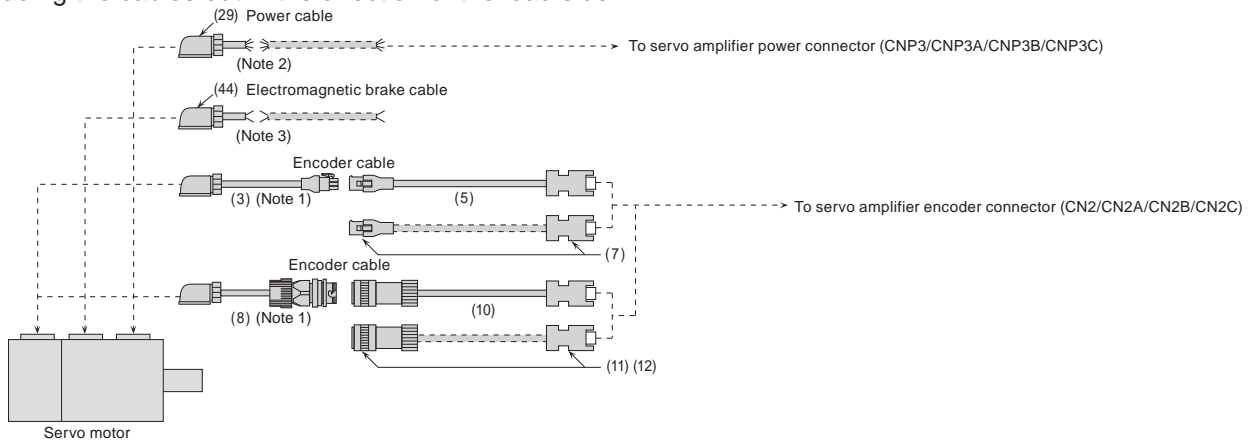 (29) Power cable
To servo amplifier power connector (CNP3/CNP3A/CNP3B/CNP3C)
(Note 2)
(44) Electromagnetic brake cable
(Note 3)
Encoder cable
(3) (Note 1)
(5)
To servo amplifier encoder connector (CN2/CN2A/CN2B/CN2C)
(7)
Encoder cable
(8) (Note 1)
(10)
(11) (12)
Servo motor